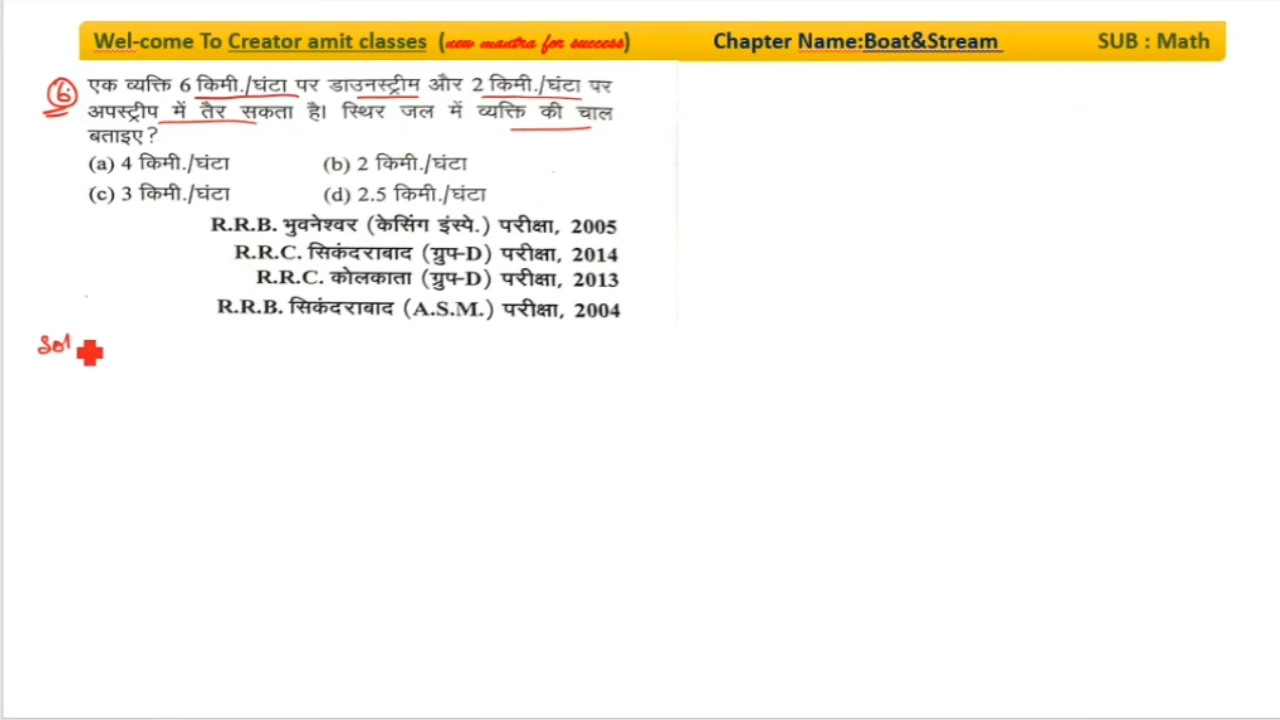 Wel-come To Creator amit classes (new mantra for success) Chapter Name:Boat&Stream SUB : Math
6 एक व्यक्ति 6 किमी./घंटा पर डाउनस्ट्रीम और 2 किमी./घंटा पर
अपस्ट्रीप में तैर सकता है। स्थिर जल में व्यक्ति की चाल
बताइए?
(a) 4 किमी./घंटा (b) 2 किमी./घंटा
(c) 3 किमी./घंटा (d) 2.5 किमी./घंटा
R.R.B. भुवनेश्वर (केसिंग इंस्पे.) परीक्षा, 2005
R.R.C. सिकंदराबाद (ग्रुप-D) परीक्षा, 2014
R.R.C. कोलकाता (ग्रुप-D) परीक्षा, 2013
R.R.B. सिकंदराबाद (A.S.M.) परीक्षा, 2004
Sol